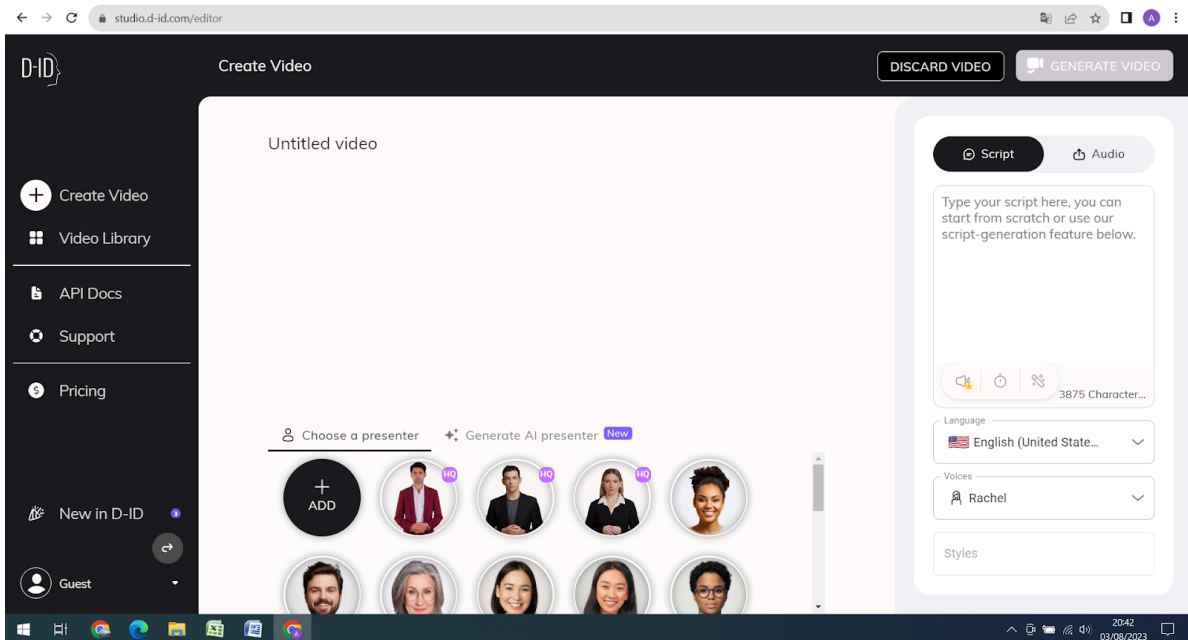 studio.d-id.com/editor
A
D-ID
Create Video
DISCARD VIDEO
GENERATE VIDEO
Create Video
Video Library
API Docs
Support
Pricing
New in D-ID
3
Guest
Untitled video
Choose a presenter
Generate AI presenter New
ADD
HQ
HQ
HQ
Script
Audio
Type your script here, you can
start from scratch or use our
script-generation feature below.
3875 Character...
Language
English (United State...
Voices
Rachel
Styles
20:42
03/08/2023